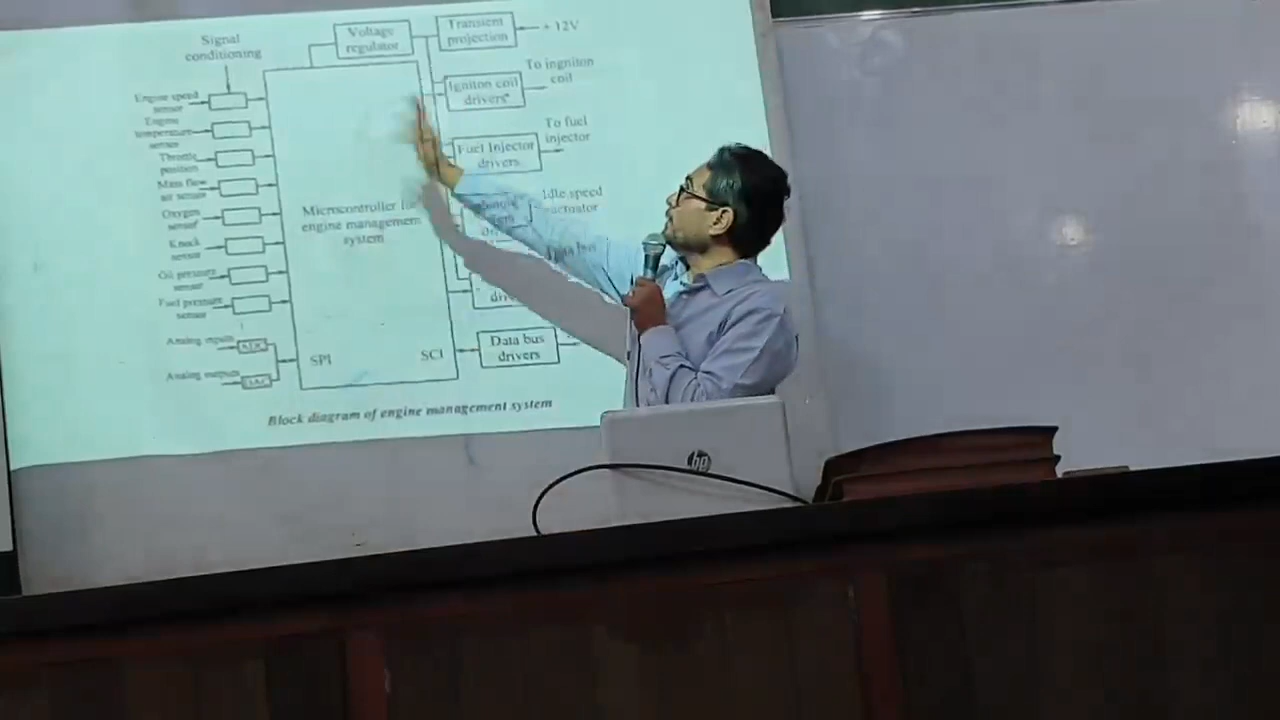 Signal
conditioning
Voltage
regulator
Transient
projection
+ 12V
Igniton coil
drivers
To ingniton
coil
Fuel Injector
drivers
To fuel
injector
Idle speed
actuator
Data bus
Engine speed
sensor
Engine
temperature
sensor
Throttle
position
Mass flow
air sensor
Oxygen
sensor
Knock
sensor
Oil pressure
sensor
Fuel pressure
sensor
Analog inputs
ADC
Analog outputs
DAC
Microcontroller
engine management
system
SPI
SCI
Data bus
drivers
Block diagram of engine management system
hp